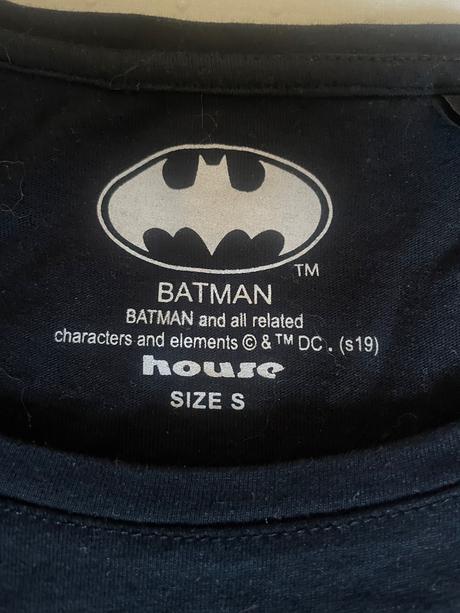 TM
BATMAN
BATMAN and all related
characters and elements © & ™ DC . (s19)
house
SIZE S